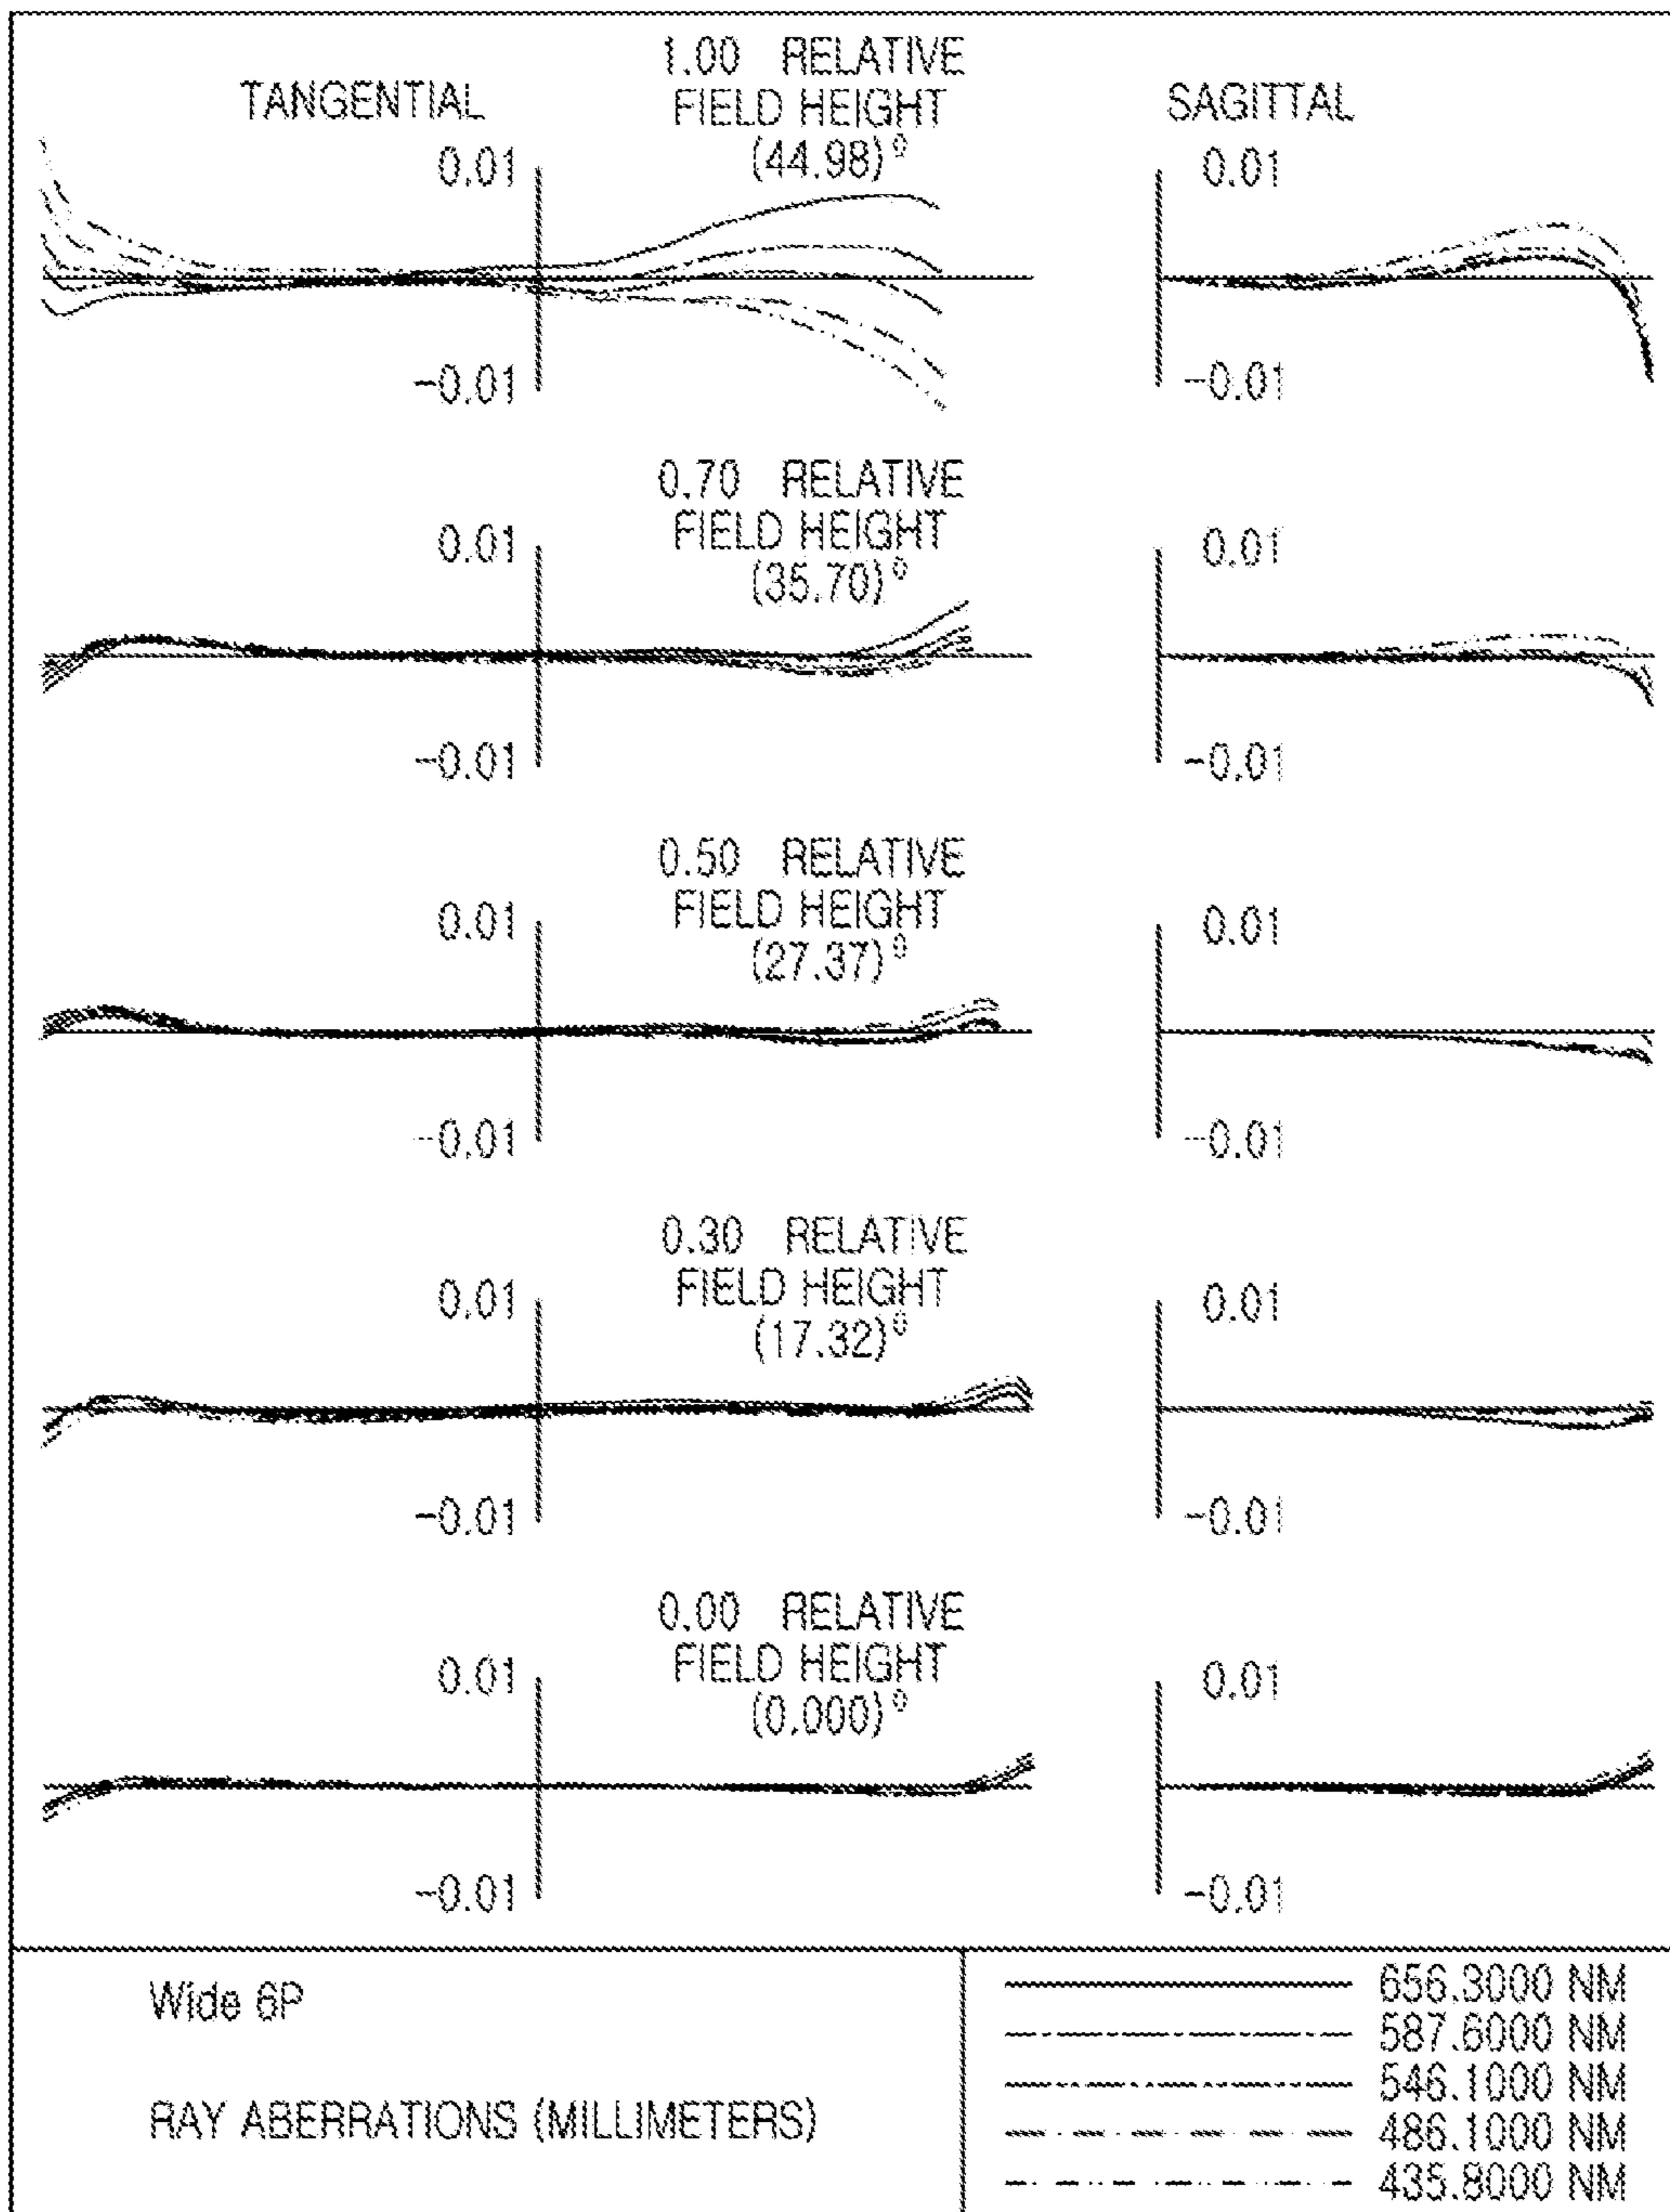 TANGENTIAL
1.00 RELATIVE
FIELD HEIGHT
(44.98)⁰
SAGITTAL
0.01
0.01
-0.01
-0.01
0.70 RELATIVE
FIELD HEIGHT
(35.70)⁰
0.01
0.01
-0.01
-0.01
0.50 RELATIVE
FIELD HEIGHT
(27.37)⁰
0.01
0.01
-0.01
-0.01
0.30 RELATIVE
FIELD HEIGHT
(17.32)⁰
0.01
0.01
-0.01
-0.01
0.00 RELATIVE
FIELD HEIGHT
(0.000)⁰
0.01
0.01
-0.01
-0.01
Wide 6P
RAY ABERRATIONS (MILLIMETERS)
656.3000 NM
587.6000 NM
546.1000 NM
486.1000 NM
435.8000 NM